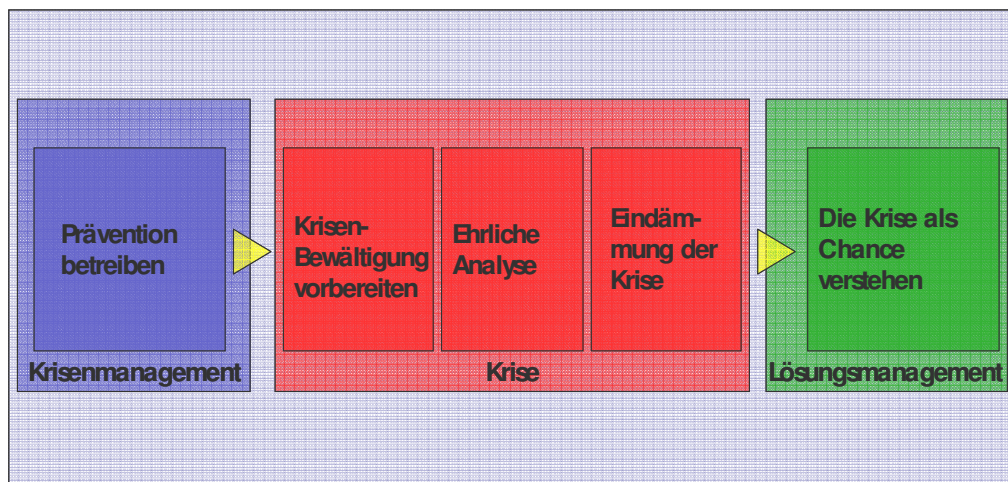 Prävention
betreiben
Krisenmanagement
Krisen-
Bewältigung
vorbereiten
Ehrliche
Analyse
Eindäm-
mung der
Krise
Krise
Die Krise als
Chance
verstehen
Lösungsmanagement